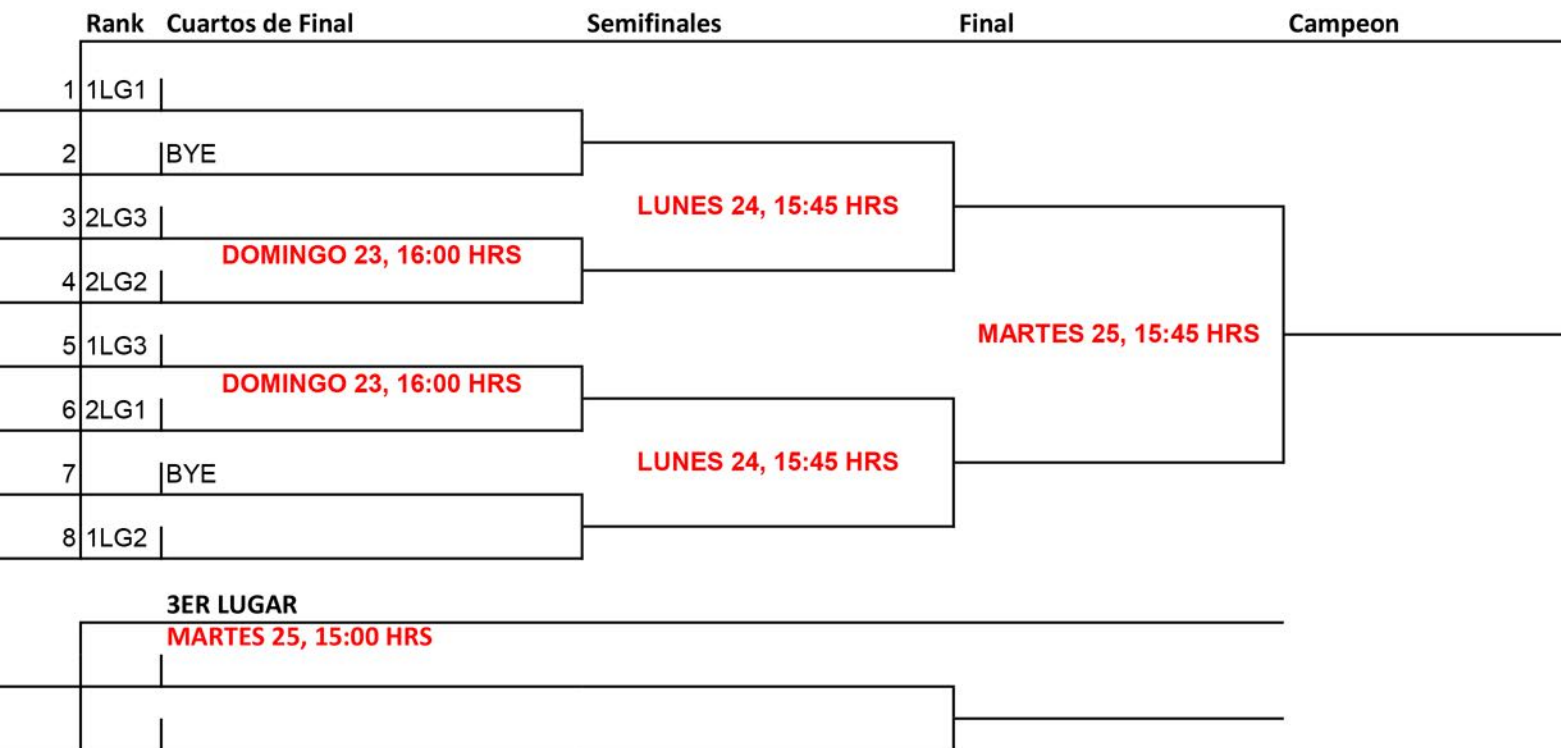 Rank Cuartos de Final Semifinales Final Campeon
1 1LG1
2 BYE
LUNES 24, 15:45 HRS
3 2LG3
DOMINGO 23, 16:00 HRS
4 2LG2
MARTES 25, 15:45 HRS
5 1LG3
DOMINGO 23, 16:00 HRS
6 2LG1
LUNES 24, 15:45 HRS
7 BYE
8 1LG2
3ER LUGAR
MARTES 25, 15:00 HRS